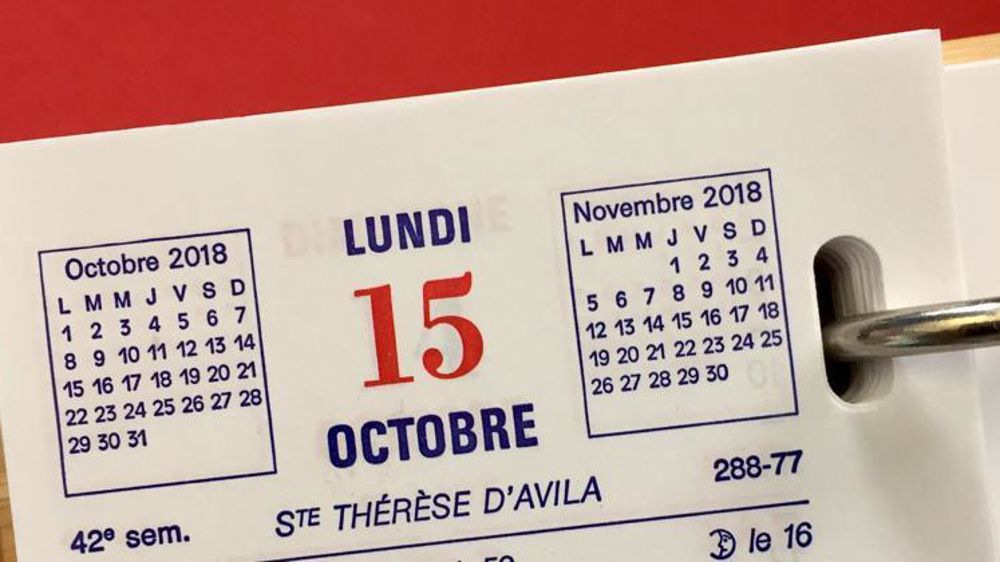 Octobre 2018
L M M J V S D
1 2 3 4 5 6 7
8 9 10 11 12 13 14
15 16 17 18 19 20 21
22 23 24 25 26 27 28
29 30 31
LUNDI
15
OCTOBRE
Novembre 2018
L M M J V S D
1 2 3 4
5 6 7 8 9 10 11
12 13 14 15 16 17 18
19 20 21 22 23 24 25
26 27 28 29 30
42e sem.
STE THÉRÈSE D'AVILA
288-77
le 16